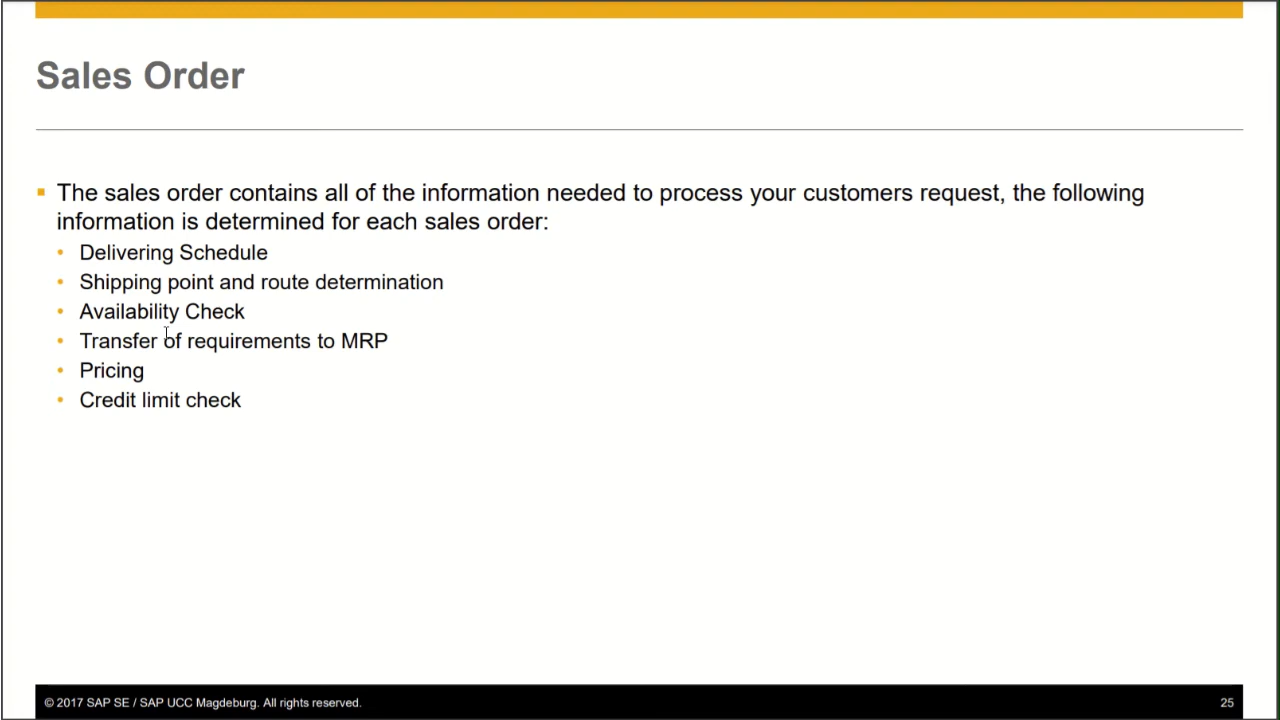 Sales Order
The sales order contains all of the information needed to process your customers request, the following
information is determined for each sales order:
Delivering Schedule
Shipping point and route determination
Availability Check
Transfer of requirements to MRP
Pricing
Credit limit check
© 2017 SAP SE / SAP UCC Magdeburg. All rights reserved.
25